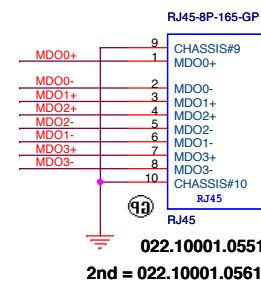 RJ45-8P-165-GP
9 CHASSIS#9
MDO0+ 1 MDO0+
MDO0- 2 MDO0-
MDO1+ 3 MDO1+
MDO2+ 4 MDO2+
MDO2- 5 MDO2-
MDO1- 6 MDO1-
MDO3+ 7 MDO3+
MDO3- 8 MDO3-
10 CHASSIS#10
RJ45
RJ45
022.10001.0551
2nd = 022.10001.0561